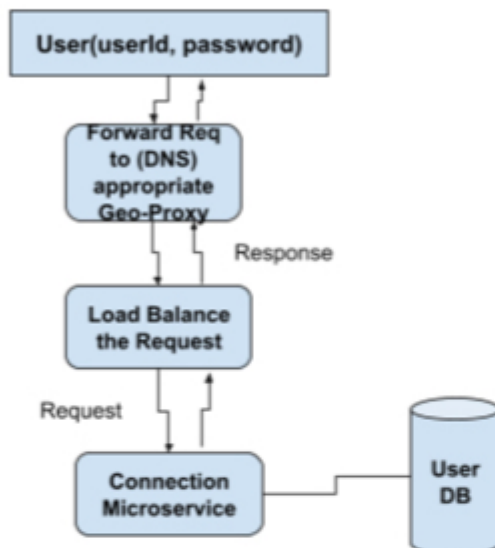 User(userId, password)
Forward Req
to (DNS)
appropriate
Geo-Proxy
Response
Load Balance
the Request
Request
Connection
Microservice
User
DB